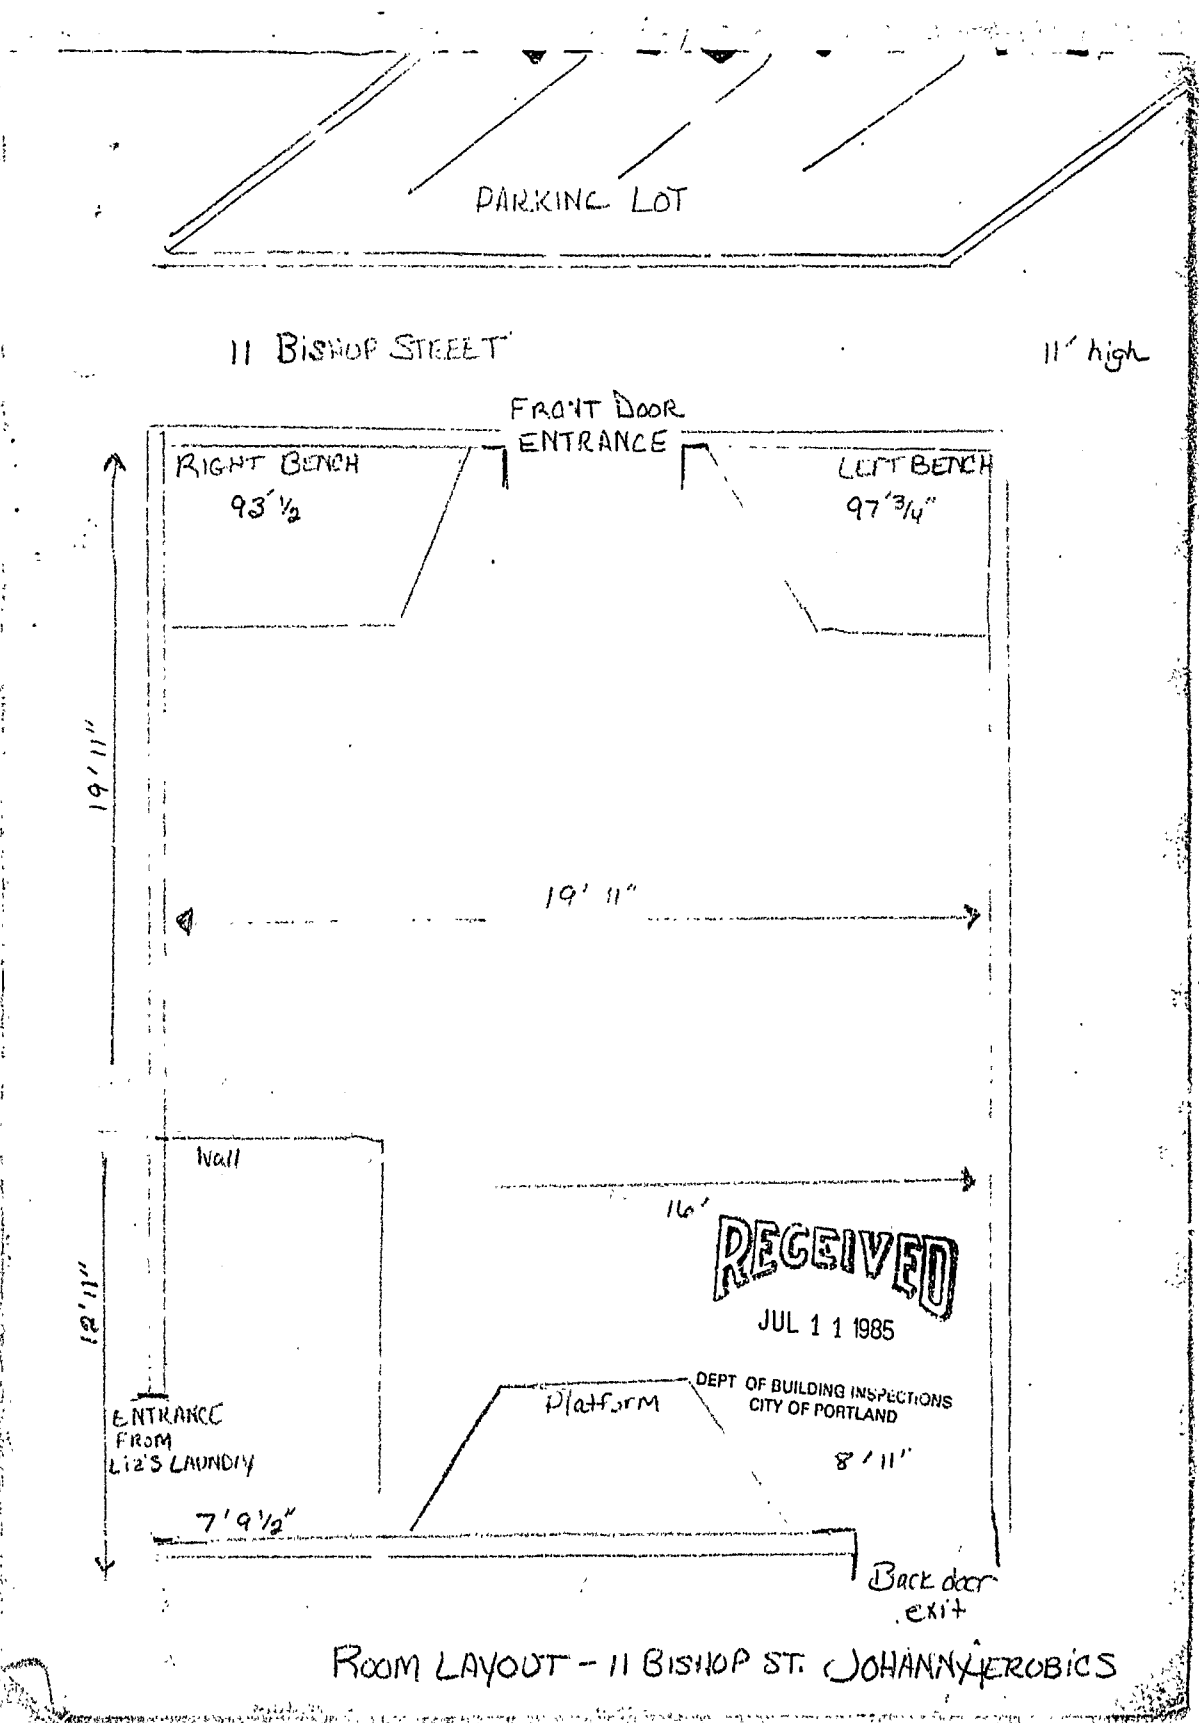 PARKING LOT
11 BISHOP STREET
11' high
FRONT DOOR
ENTRANCE
RIGHT BENCH
93' 1/2
LEFT BENCH
97' 3/4"
19' 11"
19' 11"
Wall
16'
RECEIVED
JUL 11 1985
DEPT OF BUILDING INSPECTIONS
CITY OF PORTLAND
12' 11"
Platform
8' 11"
ENTRANCE
FROM
LIZ'S LAUNDRY
7' 9 1/2"
Back door
exit
ROOM LAYOUT - 11 BISHOP ST. JOHANNY AEROBICS